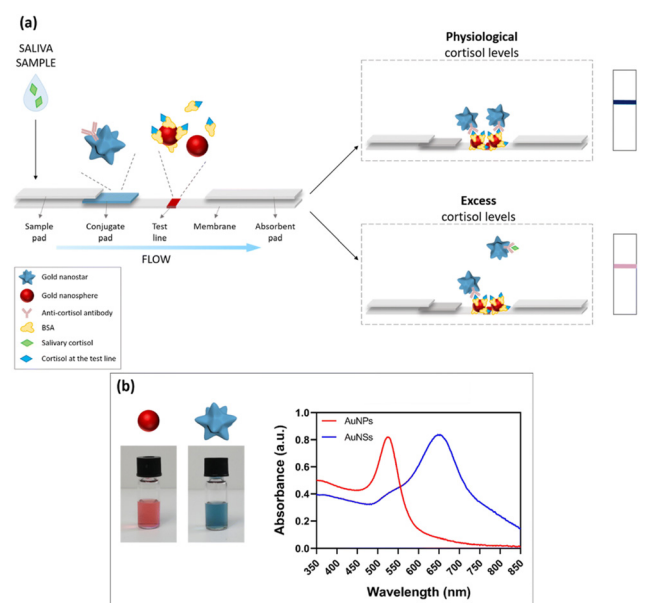 (a)
SALIVA
SAMPLE
Physiological
cortisol levels
Sample
pad
Conjugate
pad
Test
line
Membrane
Absorbent
pad
FLOW
Excess
cortisol levels
Gold nanostar
Gold nanosphere
Anti-cortisol antibody
BSA
Salivary cortisol
Cortisol at the test line
(b)
AuNPs
AuNSs
Absorbance (a.u.)
1.0
0.8
0.6
0.4
0.2
0.0
350
400
450
500
550
600
650
700
750
800
850
Wavelength (nm)